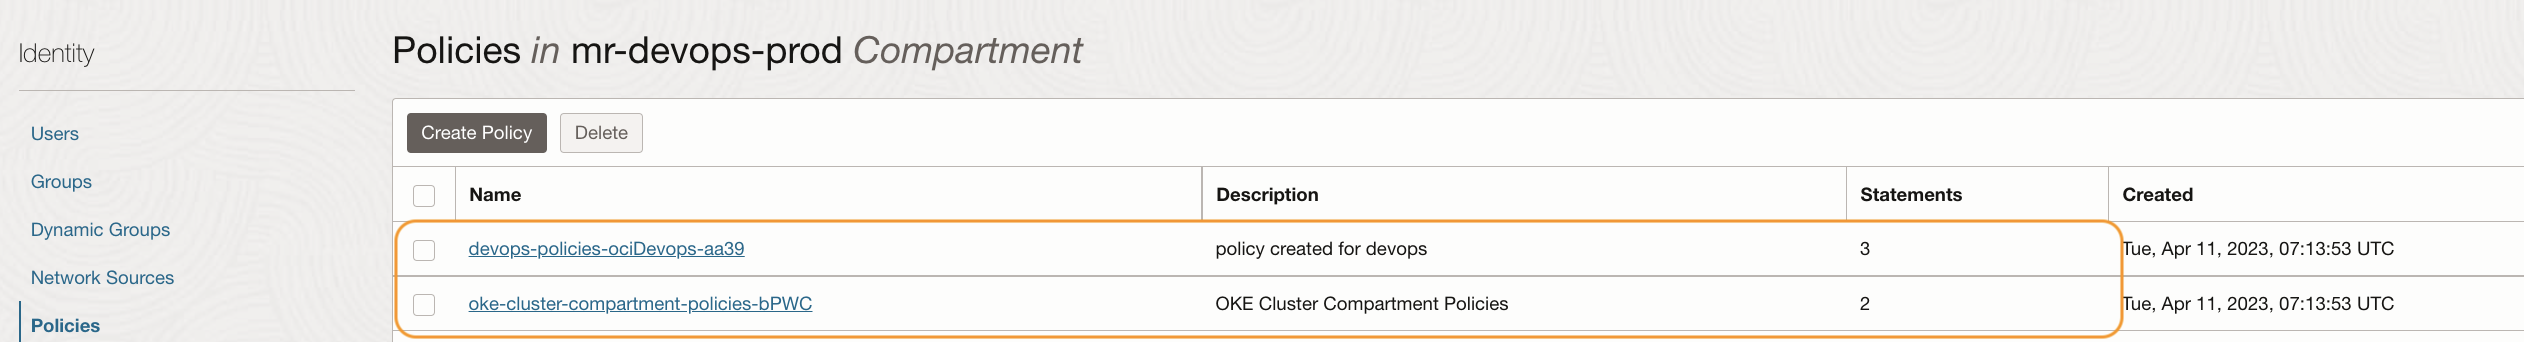 Identity
Users
Groups
Dynamic Groups
Network Sources
Policies
Policies in mr-devops-prod Compartment
Create Policy Delete
Name Description Statements Created
devops-policies-ociDevops-aa39 policy created for devops 3 Tue, Apr 11, 2023, 07:13:53 UTC
oke-cluster-compartment-policies-bPWC OKE Cluster Compartment Policies 2 Tue, Apr 11, 2023, 07:13:53 UTC